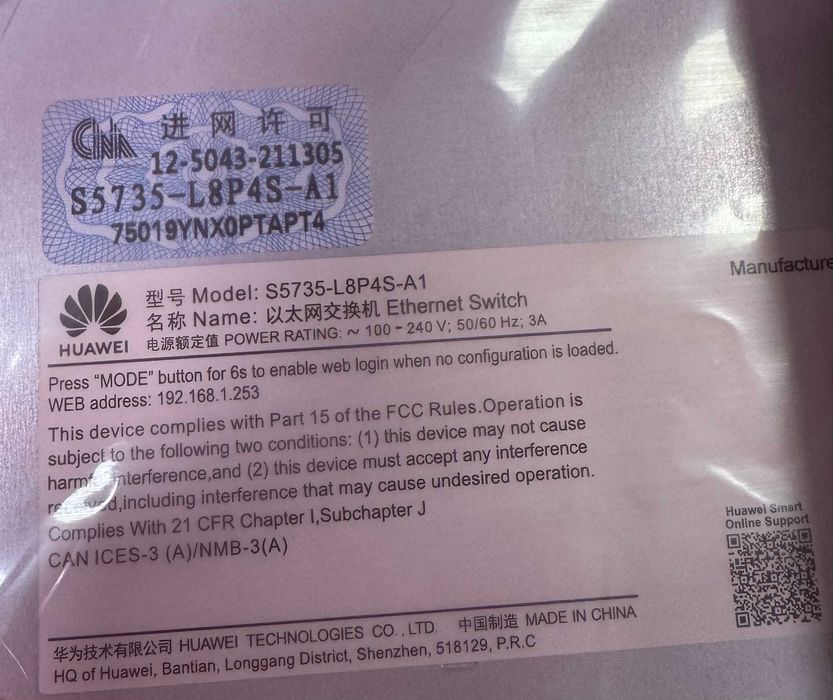 CNA 进网许可
12-5043-211305
S5735-L8P4S-A1
75019YNX0PTAPT4
Manufacture
HUAWEI
型号 Model: S5735-L8P4S-A1
名称 Name: 以太网交换机 Ethernet Switch
电源额定值 POWER RATING: ~ 100-240 V; 50/60 Hz; 3A
Press “MODE” button for 6s to enable web login when no configuration is loaded.
WEB address: 192.168.1.253
This device complies with Part 15 of the FCC Rules.Operation is
subject to the following two conditions: (1) this device may not cause
interference,and (2) this device must accept any interference
including interference that may cause undesired operation.
Complies With 21 CFR Chapter I,Subchapter J
CAN ICES-3 (A)/NMB-3(A)
Huawei Smart
Online Support
华为技术有限公司 HUAWEI TECHNOLOGIES CO.,LTD. 中国制造 MADE IN CHINA
HQ of Huawei, Bantian, Longgang District, Shenzhen, 518129, P.R.C